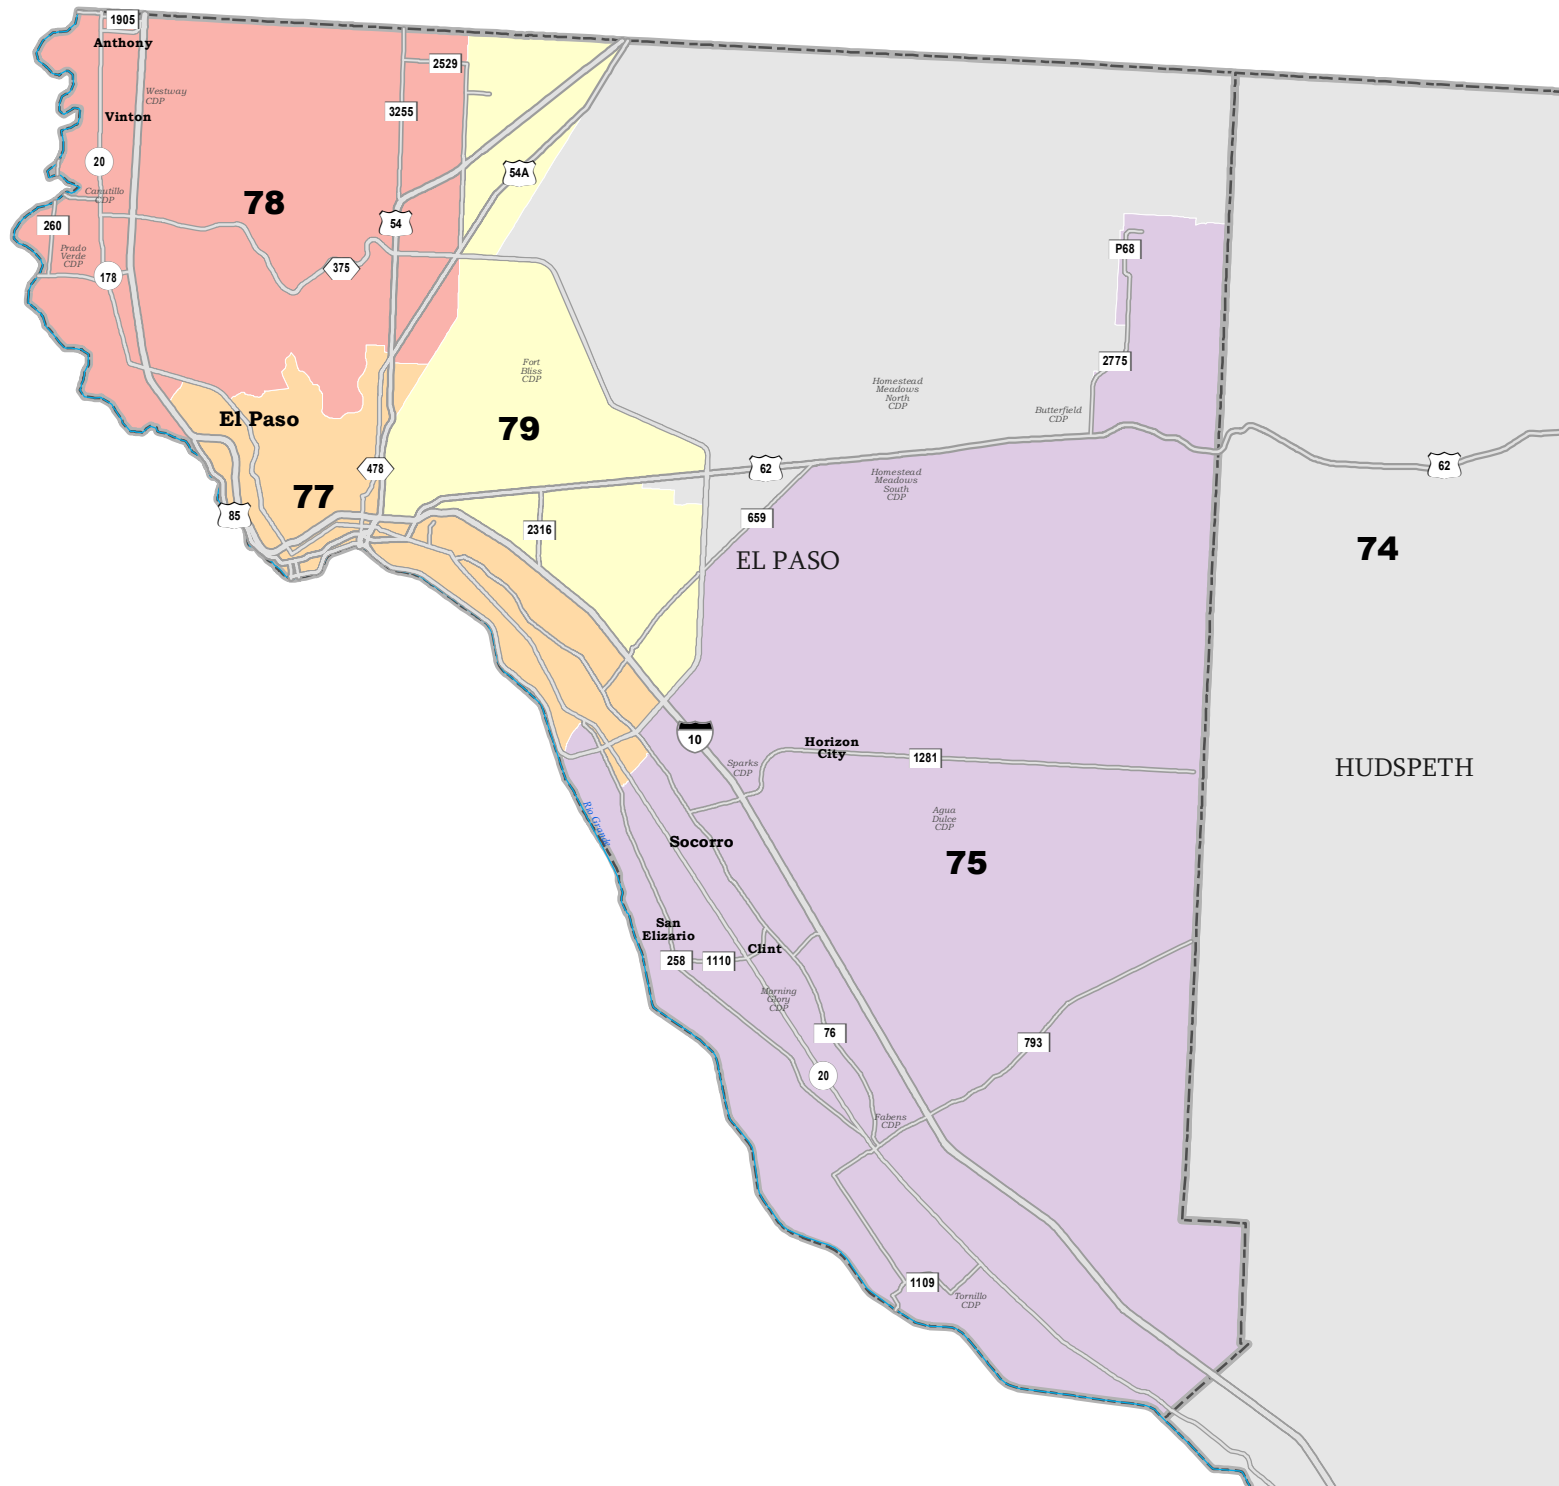 1905
Anthony
2529
Westway
CDP
3255
Vinton
20
54A
Canutillo
CDP
78
260
54
P68
Prado
Verde
CDP
178
375
2775
Fort
Bliss
CDP
Homestead
Meadows
North
CDP
Butterfield
CDP
El Paso
79
478
62
62
Homestead
Meadows
South
CDP
77
85
2316
659
EL PASO
74
10
Horizon
City
1281
Sparks
CDP
HUDSPETH
Rio Grande
Agua
Dulce
CDP
Socorro
75
San
Elizario
Clint
258
1110
Morning
Glory
CDP
76
793
20
Fabens
CDP
1109
Tornillo
CDP